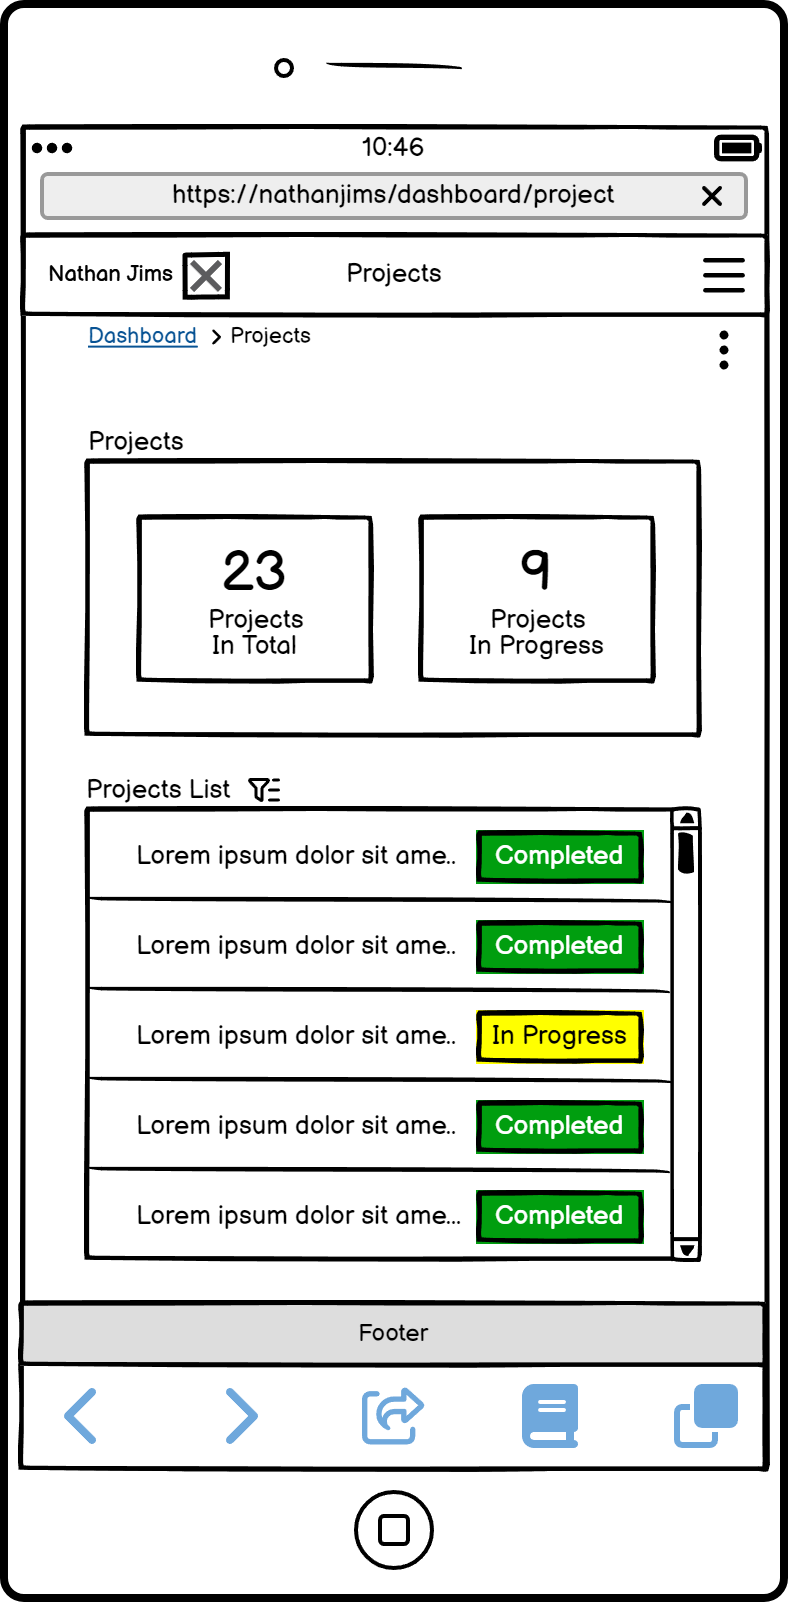 10:46
https://nathanjims/dashboard/project
Nathan Jims
Projects
Dashboard
Projects
Projects
23
Projects
In Total
9
Projects
In Progress
Projects List
Lorem ipsum dolor sit ame..
Completed
Lorem ipsum dolor sit ame..
Completed
Lorem ipsum dolor sit ame..
In Progress
Lorem ipsum dolor sit ame..
Completed
Lorem ipsum dolor sit ame...
Completed
Footer